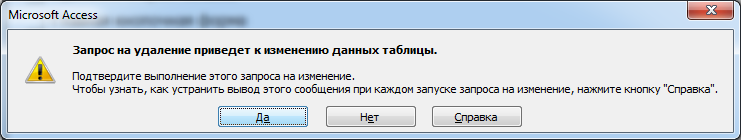 Microsoft Access
Запрос на удаление приведет к изменению данных таблицы.
Подтвердите выполнение этого запроса на изменение.
Чтобы узнать, как устранить вывод этого сообщения при каждом запуске запроса на изменение, нажмите кнопку "Справка".
Да
Нет
Справка